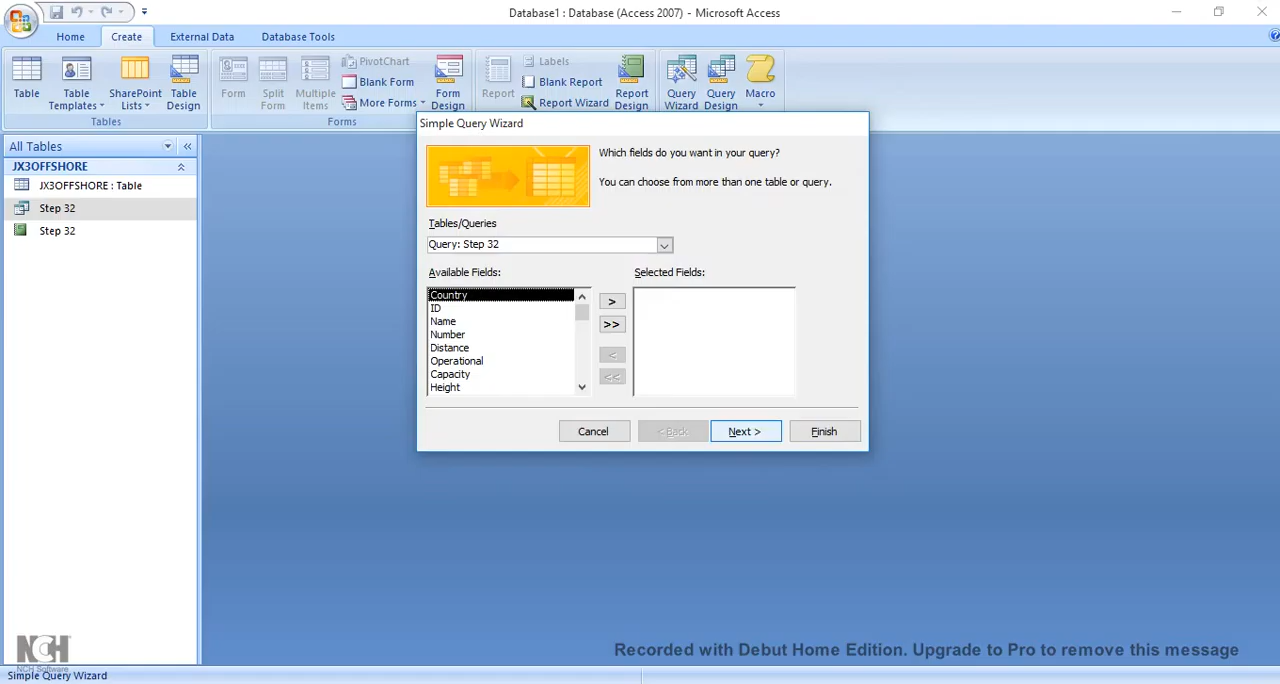 Database1 : Database (Access 2007) - Microsoft Access
Home Create External Data Database Tools
Table
Table Templates
SharePoint Lists
Table Design
Tables
Form
Split Form
Multiple Items
PivotChart
Blank Form
More Forms
Form Design
Forms
Report
Labels
Blank Report
Report Wizard
Report Design
Query Wizard
Query Design
Macro
All Tables «
JX3OFFSHORE
JX3OFFSHORE : Table
Step 32
Step 32
Simple Query Wizard
Which fields do you want in your query?
You can choose from more than one table or query.
Tables/Queries
Query: Step 32
Available Fields: Selected Fields:
Country
ID
Name
Number
Distance
Operational
Capacity
Height
>
>>
<
<<
Cancel < Back Next > Finish
NCH
NCH Software
Recorded with Debut Home Edition. Upgrade to Pro to remove this message
Simple Query Wizard